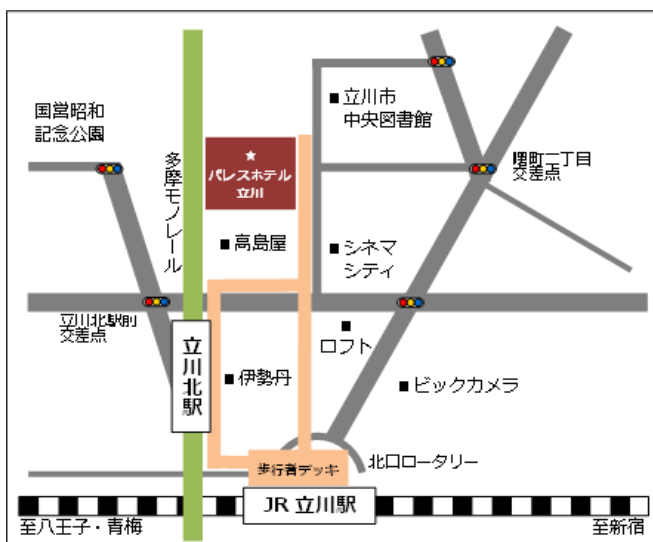 国営昭和
記念公園
多摩モノレール
★
パレスホテル
立川
■立川市
中央図書館
曙町二丁目
交差点
■高島屋
■シネマ
シティ
立川北駅前
交差点
立川北駅
■伊勢丹
■
ロフト
■ビックカメラ
歩行者デッキ
北口ロータリー
JR立川駅
至八王子・青梅
至新宿